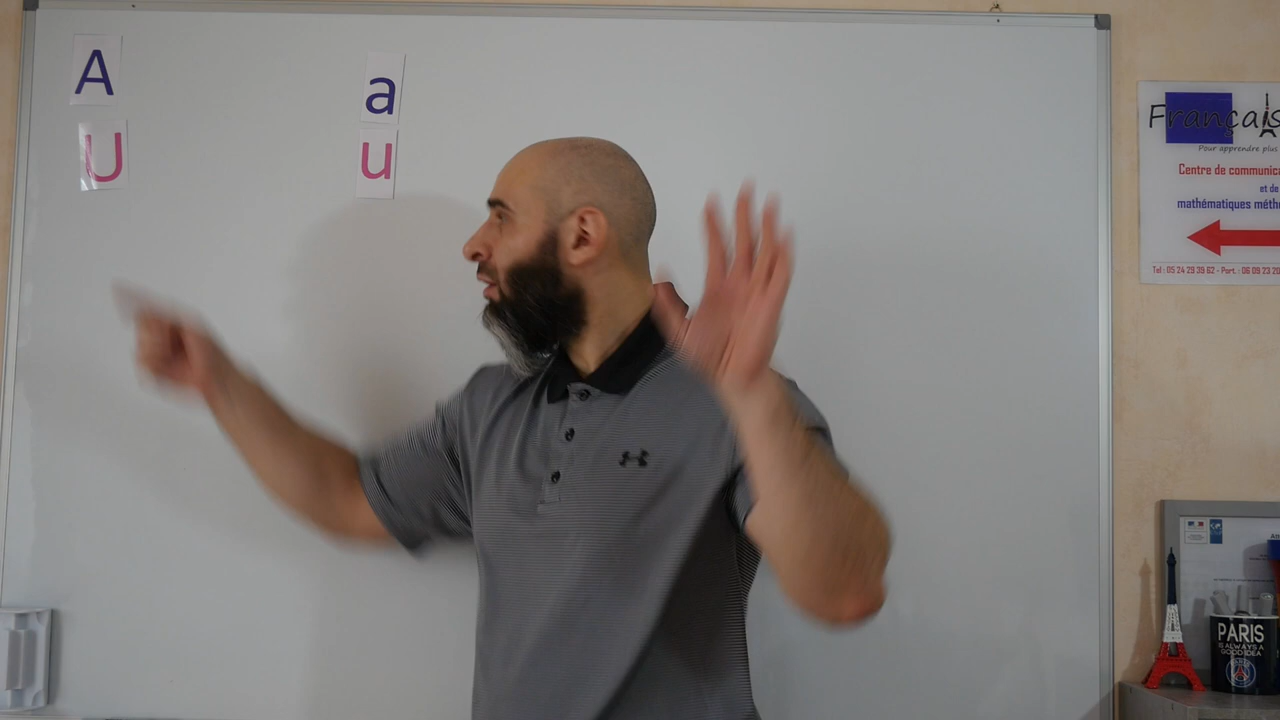 A
a
U
u
Français
Pour apprendre plus
Centre de communica
et de
mathématiques méth
Tel : 05 24 29 39 62 - Port. : 06 09 23 20
PARIS
IS ALWAYS A
GOOD IDEA